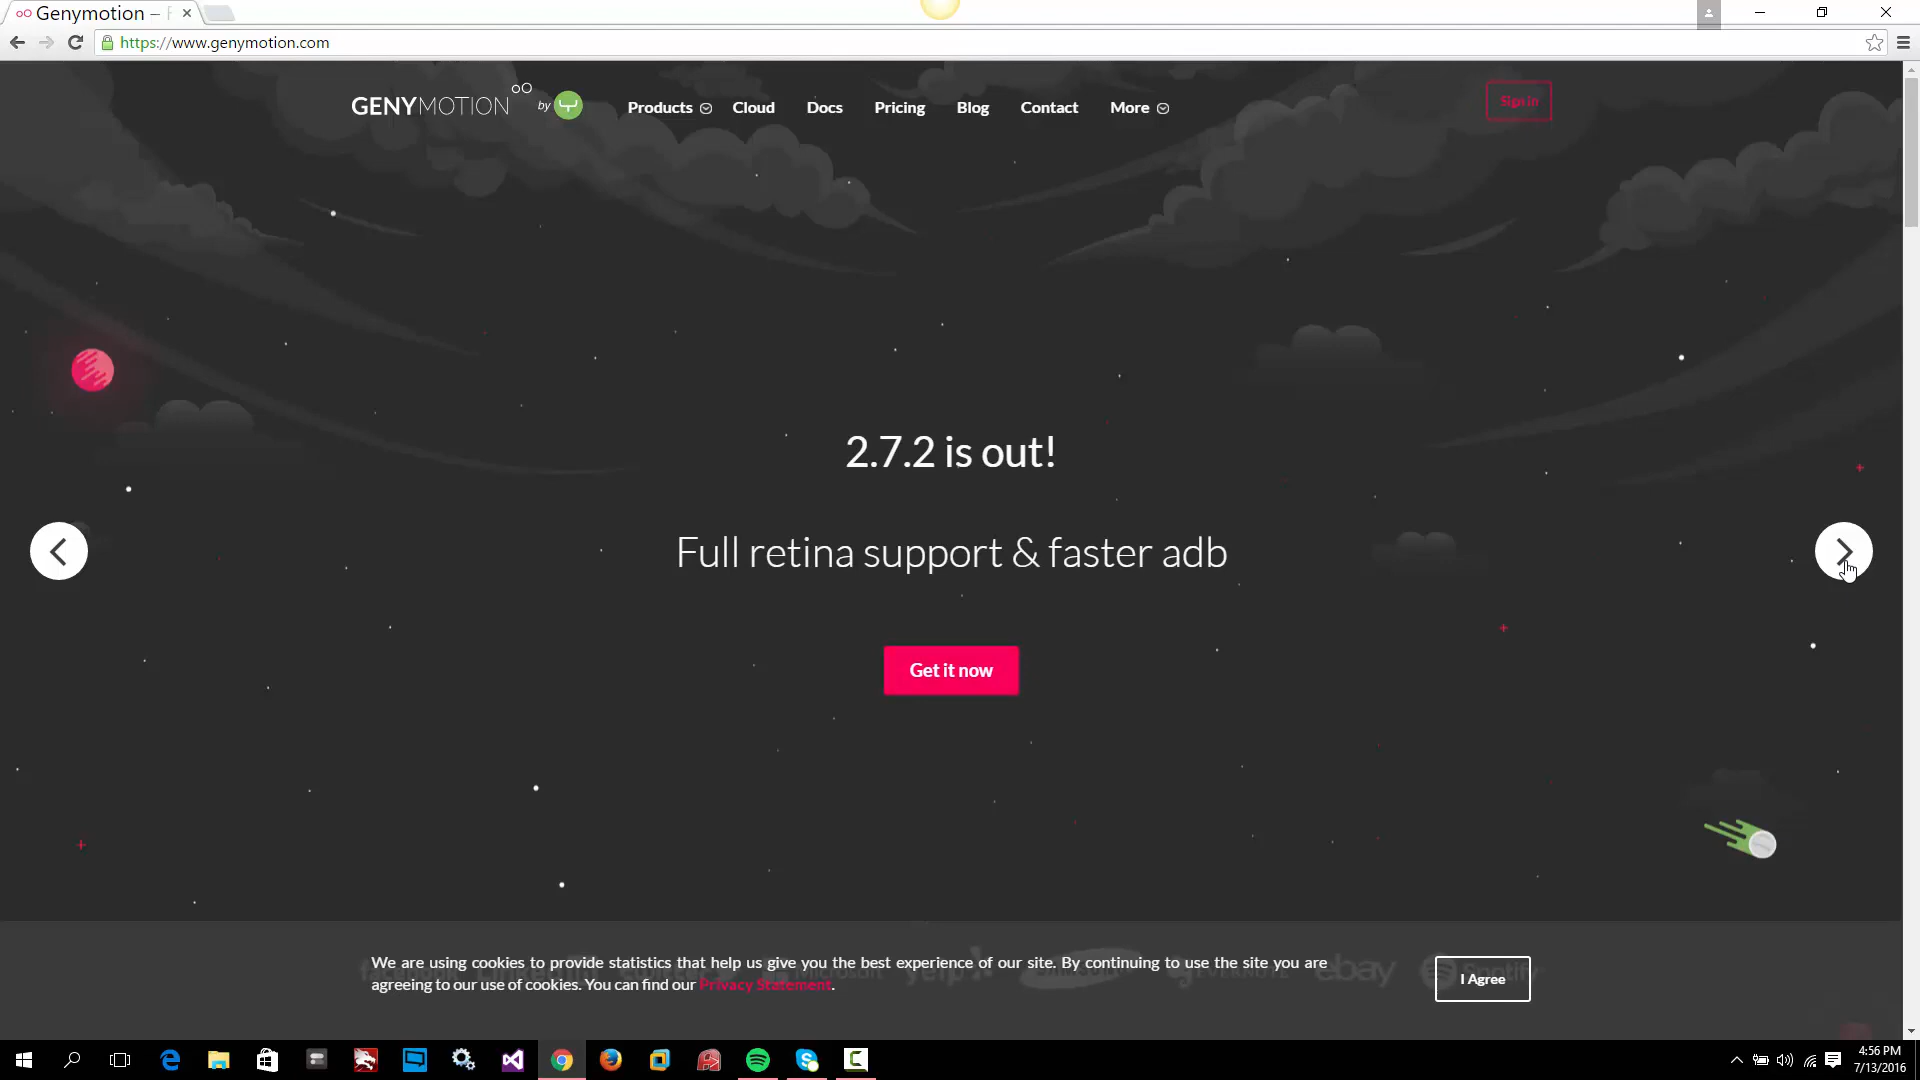 Genymotion –
https://www.genymotion.com
GENYMOTION by
Products
Cloud
Docs
Pricing
Blog
Contact
More
Sign in
2.7.2 is out!
Full retina support & faster adb
Get it now
We are using cookies to provide statistics that help us give you the best experience of our site. By continuing to use the site you are
agreeing to our use of cookies. You can find our Privacy Statement.
I Agree
ebay
Spotify
4:56 PM
7/13/2016